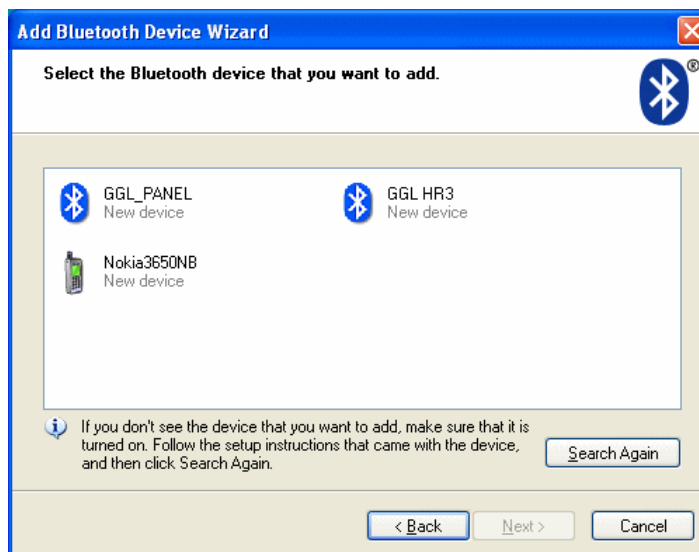 Add Bluetooth Device Wizard
Select the Bluetooth device that you want to add.
®
GGL_PANEL
New device
GGL HR3
New device
Nokia3650NB
New device
If you don't see the device that you want to add, make sure that it is
turned on. Follow the setup instructions that came with the device,
and then click Search Again.
Search Again
< Back
Next >
Cancel